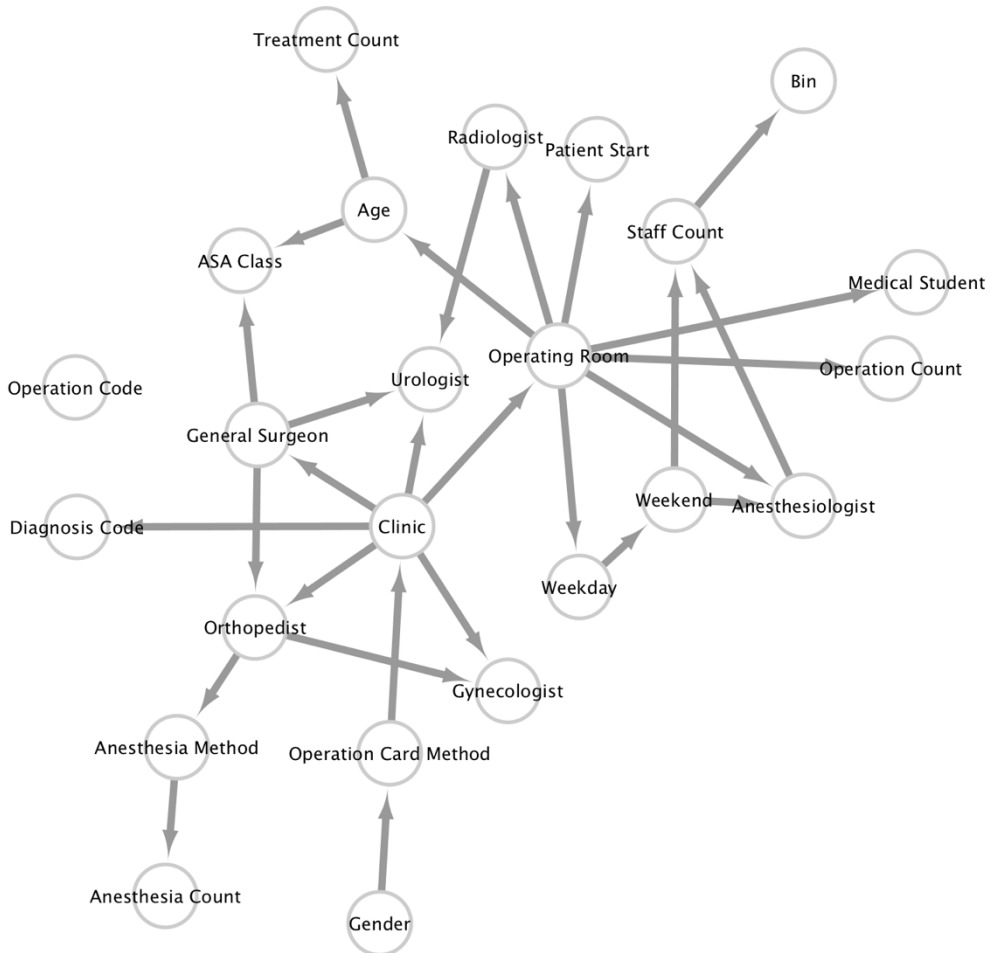 Treatment Count
Bin
Radiologist
Patient Start
Age
Staff Count
ASA Class
Medical Student
Operating Room
Operation Count
Urologist
Operation Code
General Surgeon
Weekend
Anesthesiologist
Diagnosis Code
Clinic
Weekday
Orthopedist
Gynecologist
Anesthesia Method
Operation Card Method
Anesthesia Count
Gender